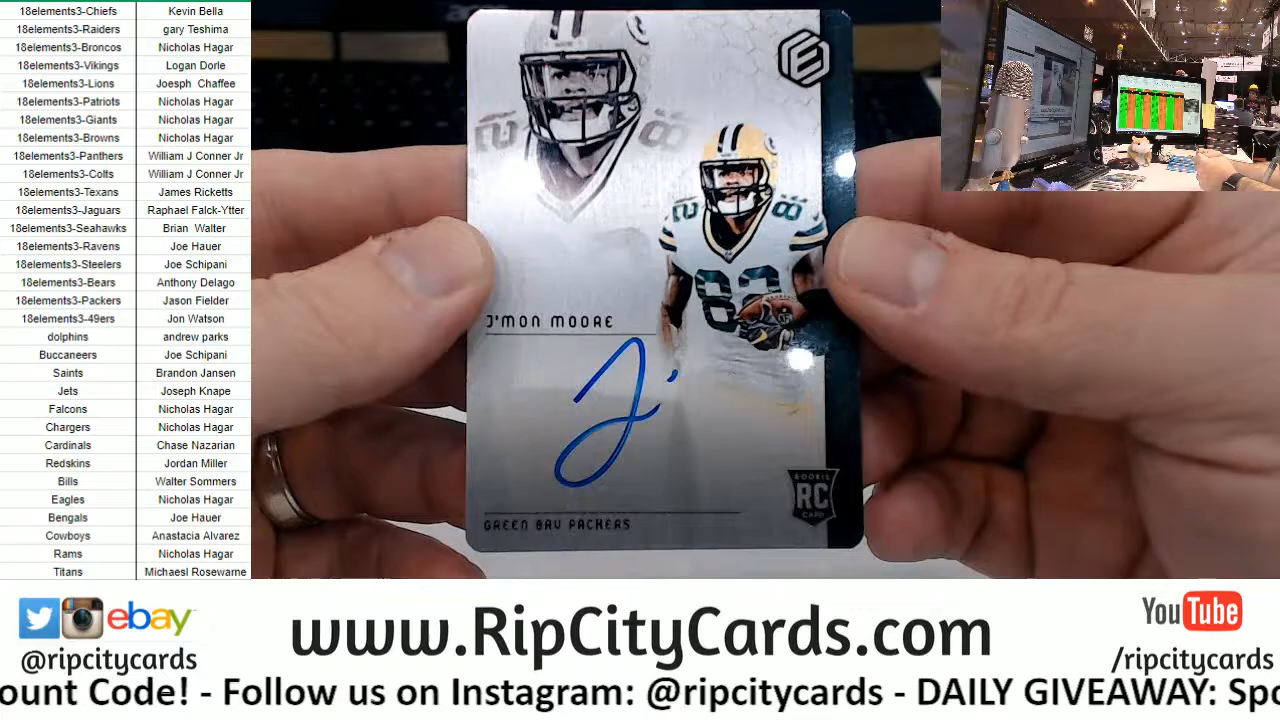 18elements3-Chiefs Kevin Bella
18elements3-Raiders gary Teshima
18elements3-Broncos Nicholas Hagar
18elements3-Vikings Logan Dorle
18elements3-Lions Joesph Chaffee
18elements3-Patriots Nicholas Hagar
18elements3-Giants Nicholas Hagar
18elements3-Browns Nicholas Hagar
18elements3-Panthers William J Conner Jr
18elements3-Colts William J Conner Jr
18elements3-Texans James Ricketts
18elements3-Jaguars Raphael Falck-Ytter
18elements3-Seahawks Brian Walter
18elements3-Ravens Joe Hauer
18elements3-Steelers Joe Schipani
18elements3-Bears Anthony Delago
18elements3-Packers Jason Fielder
18elements3-49ers Jon Watson
dolphins andrew parks
Buccaneers Joe Schipani
Saints Brandon Jansen
Jets Joseph Knape
Falcons Nicholas Hagar
Chargers Nicholas Hagar
Cardinals Chase Nazarian
Redskins Jordan Miller
Bills Walter Sommers
Eagles Nicholas Hagar
Bengals Joe Hauer
Cowboys Anastacia Alvarez
Rams Nicholas Hagar
Titans Michaesl Rosewarne
82
J'MON MOORE
GREEN BAY PACKERS
ROOKIE
RC
CARD
ebay
@ripcitycards
www.RipCityCards.com
YouTube
/ripcitycards
ount Code! - Follow us on Instagram: @ripcitycards - DAILY GIVEAWAY: Spo